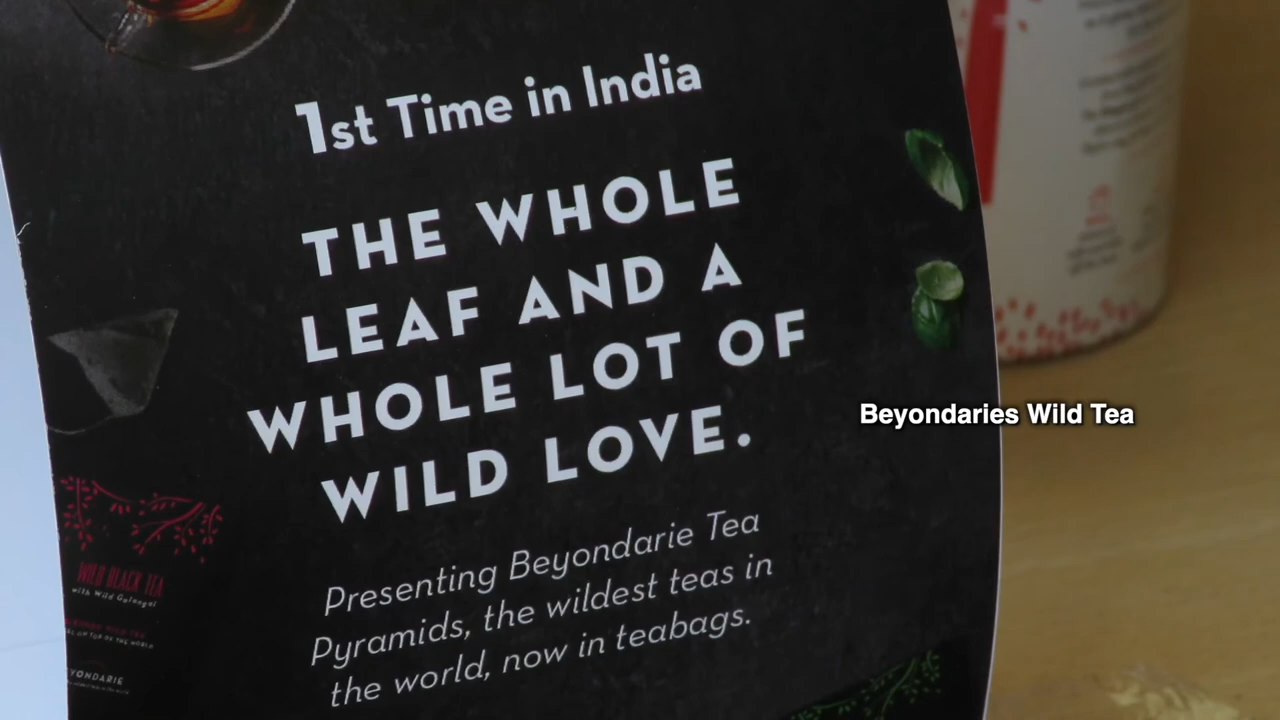 1st Time in India
THE WHOLE
LEAF AND A
WHOLE LOT OF
WILD LOVE.
Beyondaries Wild Tea
Presenting Beyondarie Tea
Pyramids, the wildest teas in
the world, now in teabags.
WILD BLACK TEA
with Wild Galangal
YONDARIE